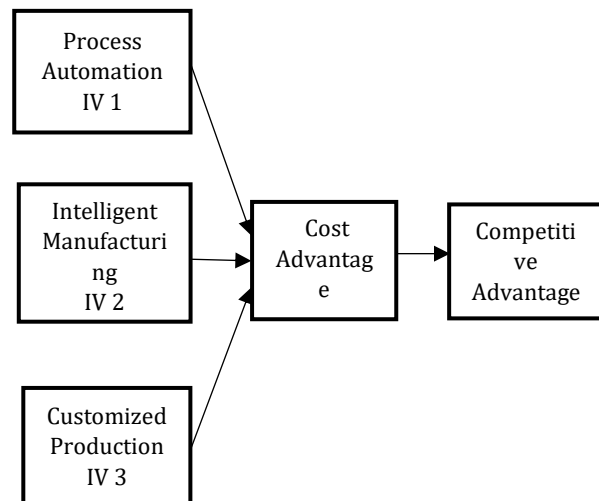 Process
Automation
IV 1
Intelligent
Manufacturi
ng
IV 2
Customized
Production
IV 3
Cost
Advantag
e
Competiti
ve
Advantage